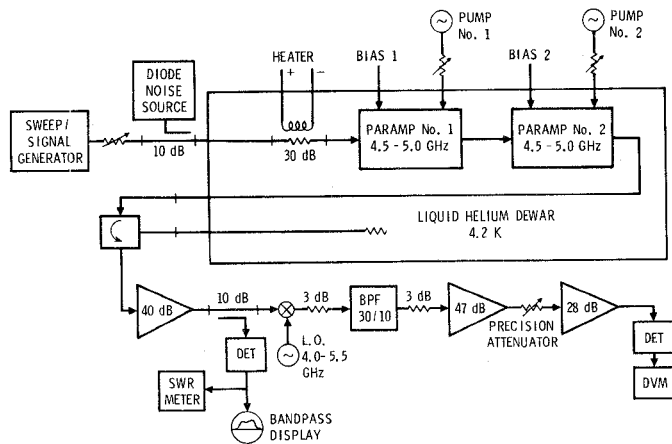 PUMP
No. 1
PUMP
No. 2
HEATER
+ –
BIAS 1
BIAS 2
DIODE
NOISE
SOURCE
SWEEP/
SIGNAL
GENERATOR
10 dB
30 dB
PARAMP No. 1
4.5 – 5.0 GHz
PARAMP No. 2
4.5 – 5.0 GHz
LIQUID HELIUM DEWAR
4.2 K
40 dB
10 dB
3 dB
BPF
30/10
3 dB
47 dB
PRECISION
ATTENUATOR
28 dB
L.O.
4.0–5.5
GHz
DET
DET
SWR
METER
DVM
BANDPASS
DISPLAY